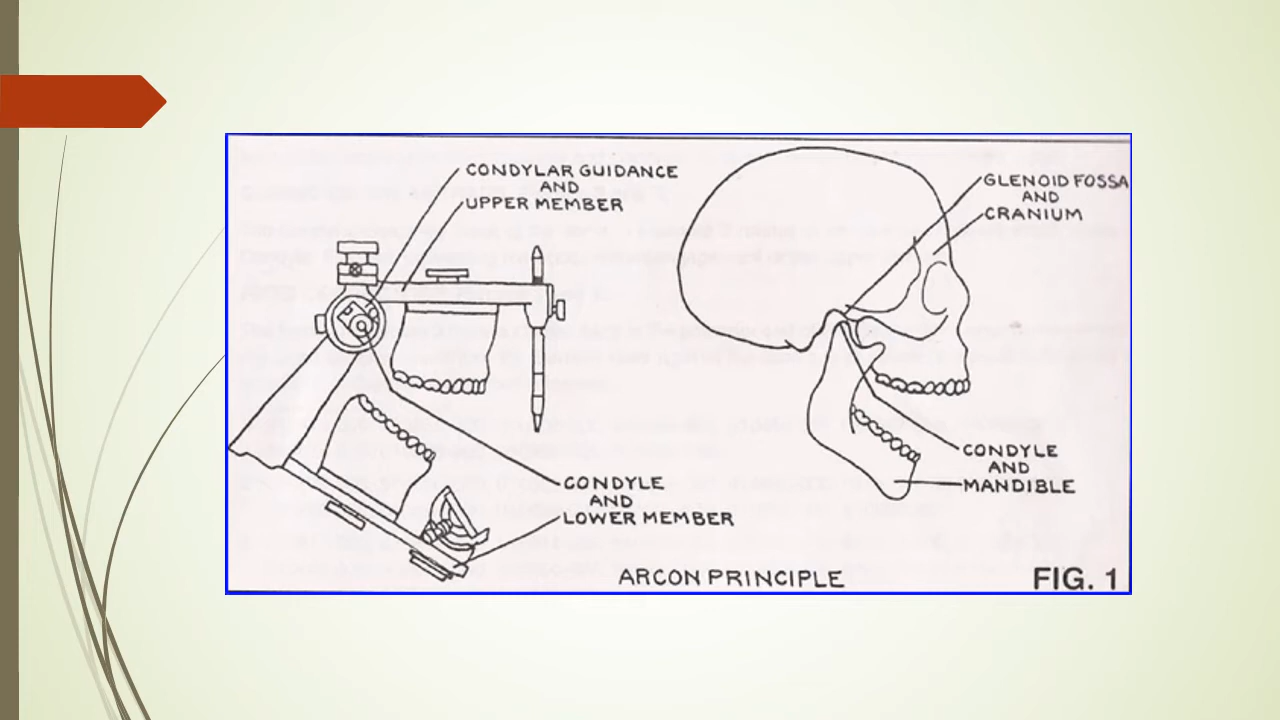 CONDYLAR GUIDANCE
AND
UPPER MEMBER
GLENOID FOSSA
AND
CRANIUM
CONDYLE
AND
MANDIBLE
CONDYLE
AND
LOWER MEMBER
ARCON PRINCIPLE
FIG. 1